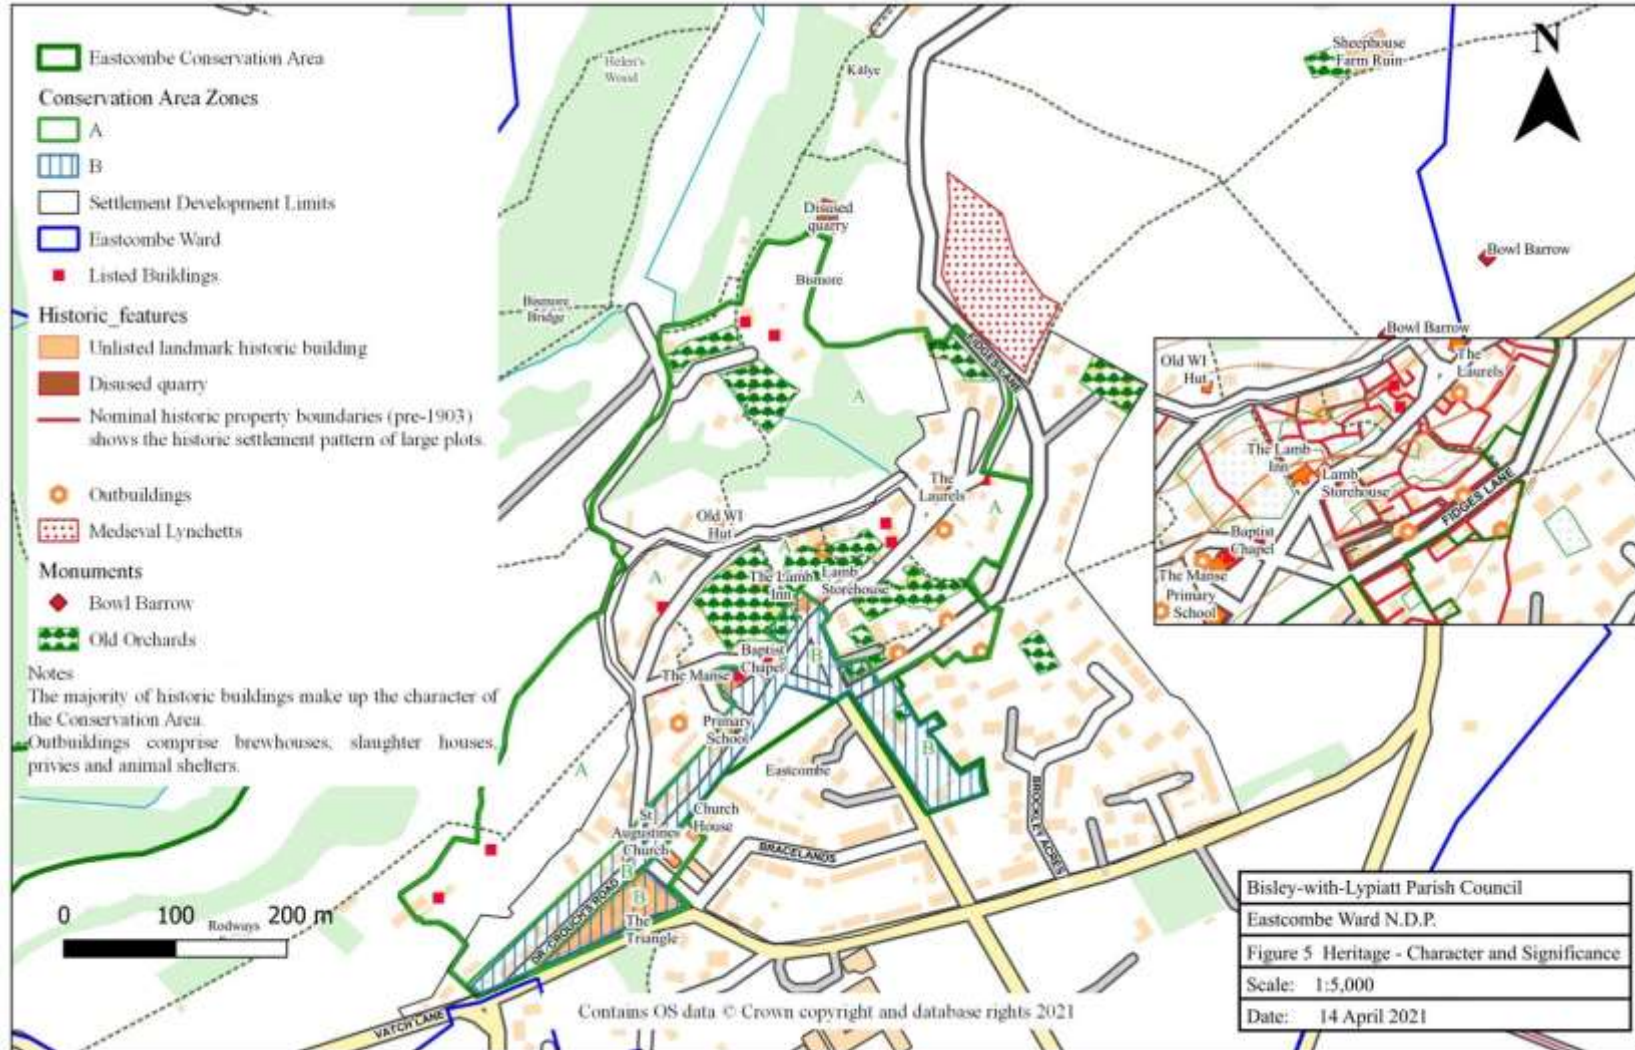 Eastcombe Conservation Area
Conservation Area Zones
A
B
Settlement Development Limits
Eastcombe Ward
Listed Buildings
Historic_features
Unlisted landmark historic building
Disused quarry
Nominal historic property boundaries (pre-1903)
shows the historic settlement pattern of large plots.
Outbuildings
Medieval Lynchetts
Monuments
Bowl Barrow
Old Orchards
Notes
The majority of historic buildings make up the character of
the Conservation Area.
Outbuildings comprise brewhouses, slaughter houses,
privies and animal shelters.
0 100 200 m
Rodways
Helen's
Wood
Kalye
Sheephouse
Farm Ruin
N
Disused
quarry
Bismore
Bismore
Bridge
Bowl Barrow
Bowl Barrow
FIDGES LANE
A
The
Laurels
A
Old WI
Hut
A
A
The Lamb
Inn
Lamb
Storehouse
Baptist
Chapel
B
The Manse
Primary
School
Eastcombe
B
A
Church
House
St
Augustines
Church
B
B
The
Triangle
DR CROUCH'S ROAD
BRACELANDS
BROCKLEY ACRES
VATCH LANE
Old WI
Hut
The
Laurels
The Lamb
Inn
Lamb
Storehouse
FIDGES LANE
Baptist
Chapel
The Manse
Primary
School
Contains OS data © Crown copyright and database rights 2021
Bisley-with-Lypiatt Parish Council
Eastcombe Ward N.D.P.
Figure 5 Heritage - Character and Significance
Scale: 1:5,000
Date: 14 April 2021